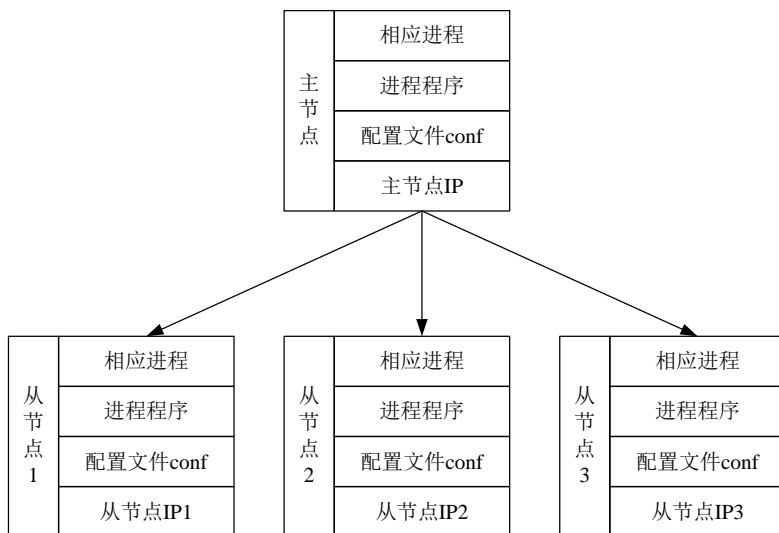 主节点
相应进程
进程程序
配置文件conf
主节点IP
从节点1
相应进程
进程程序
配置文件conf
从节点IP1
从节点2
相应进程
进程程序
配置文件conf
从节点IP2
从节点3
相应进程
进程程序
配置文件conf
从节点IP3